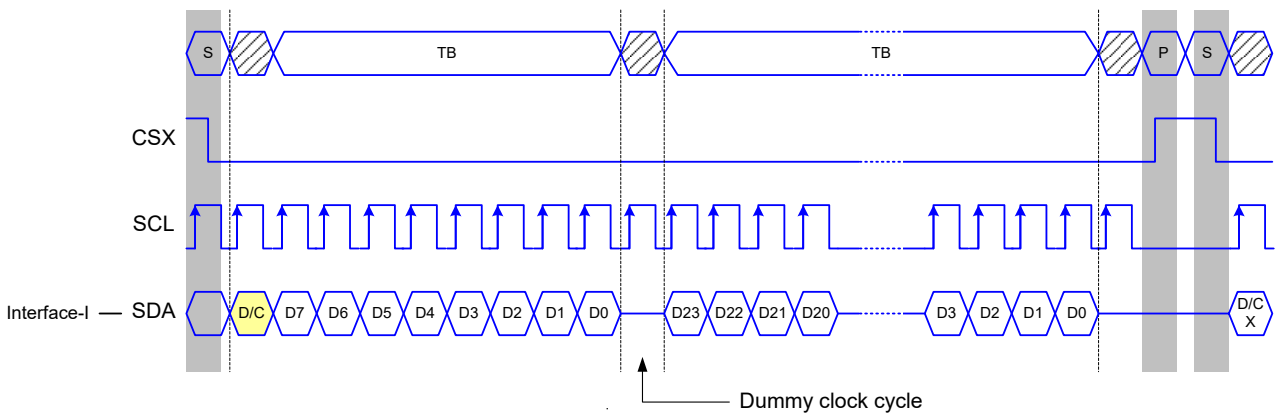 S TB TB P S
CSX
SCL
Interface-I SDA D/C D7 D6 D5 D4 D3 D2 D1 D0 D23 D22 D21 D20 D3 D2 D1 D0 D/C
X
Dummy clock cycle